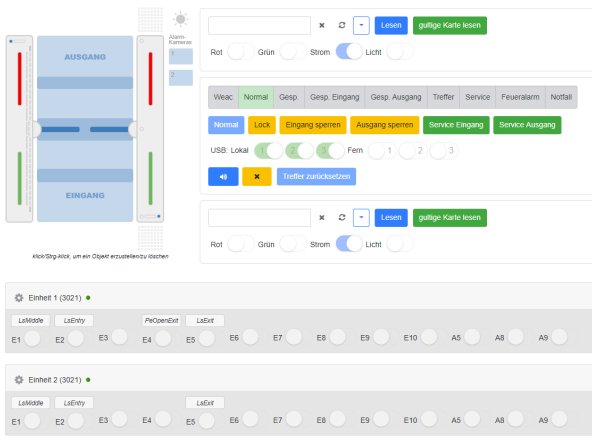 Alarm-
Kameras
1
2
AUSGANG
EINGANG
klick/Strg-klick, um ein Objekt erzustellen/zu löschen
Lesen gultige Karte lesen
Rot Grün Strom Licht
Weac Normal Gesp. Gesp. Eingang Gesp. Ausgang Treffer Service Feueralarm Notfall
Normal Lock Eingang sperren Ausgang sperren Service Eingang Service Ausgang
USB: Lokal 1 2 3 Fern 1 2 3
Treffer zurücksetzen
Lesen gultige Karte lesen
Rot Grün Strom Licht
Einheit 1 (3021)
LsMiddle LsEntry PeOpenExit LsExit
E1 E2 E3 E4 E5 E6 E7 E8 E9 E10 A5 A8 A9
Einheit 2 (3021)
LsMiddle LsEntry LsExit
E1 E2 E3 E4 E5 E6 E7 E8 E9 E10 A5 A8 A9